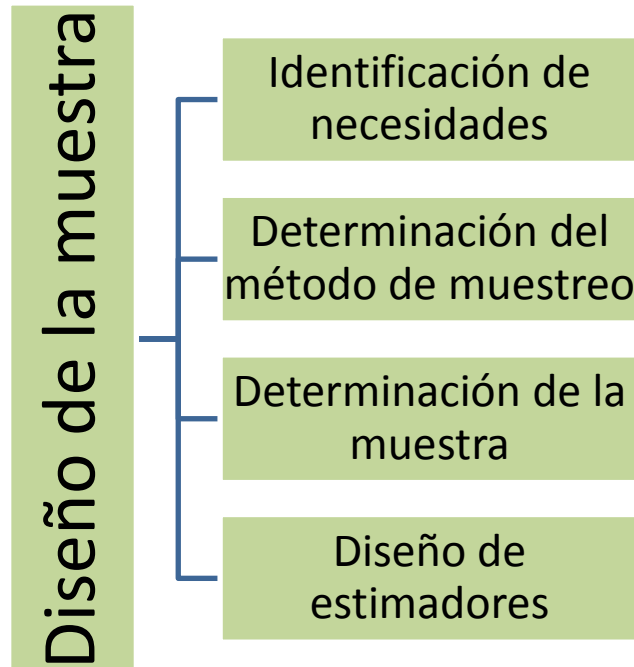 Diseño de la muestra
Identificación de
necesidades
Determinación del
método de muestreo
Determinación de la
muestra
Diseño de
estimadores